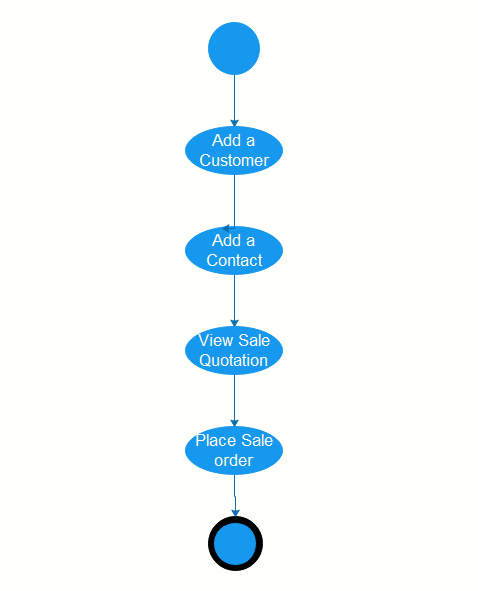 Add a
Customer
Add a
Contact
View Sale
Quotation
Place Sale
order